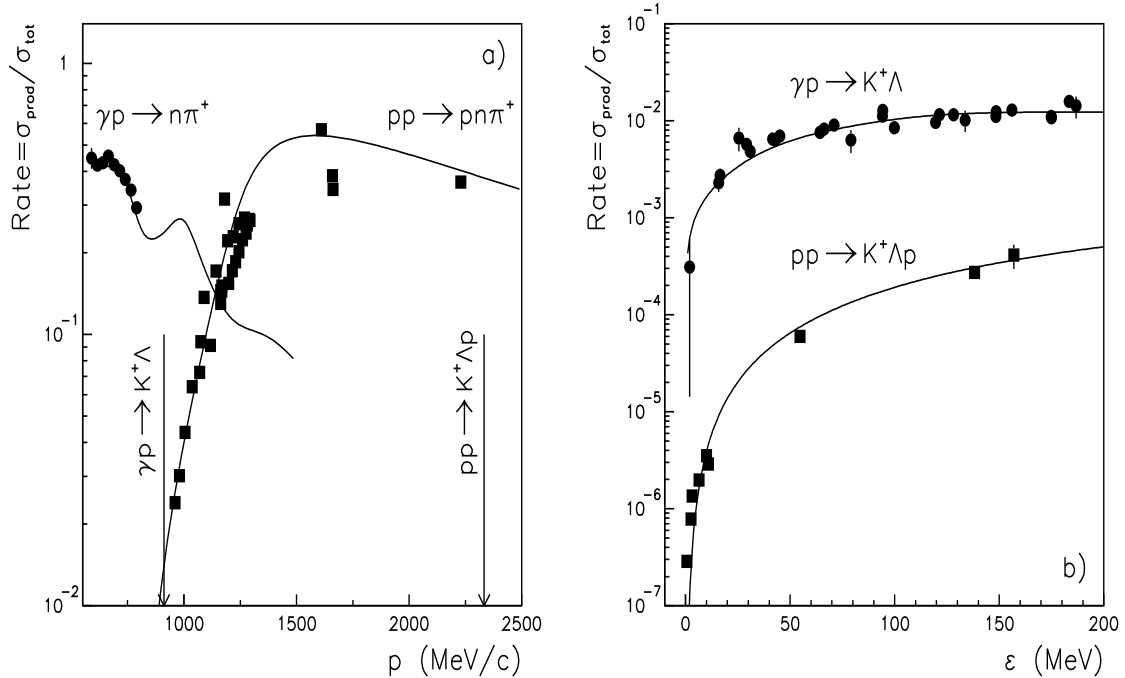 Rate=σprod/σtot
a)
γp → nπ⁺
pp → pnπ⁺
γp → K⁺Λ
pp → K⁺Λp
1
10⁻¹
10⁻²
1000 1500 2000 2500
p (MeV/c)
Rate=σprod/σtot
γp → K⁺Λ
pp → K⁺Λp
b)
10⁻¹
10⁻²
10⁻³
10⁻⁴
10⁻⁵
10⁻⁶
10⁻⁷
0 50 100 150 200
ε (MeV)